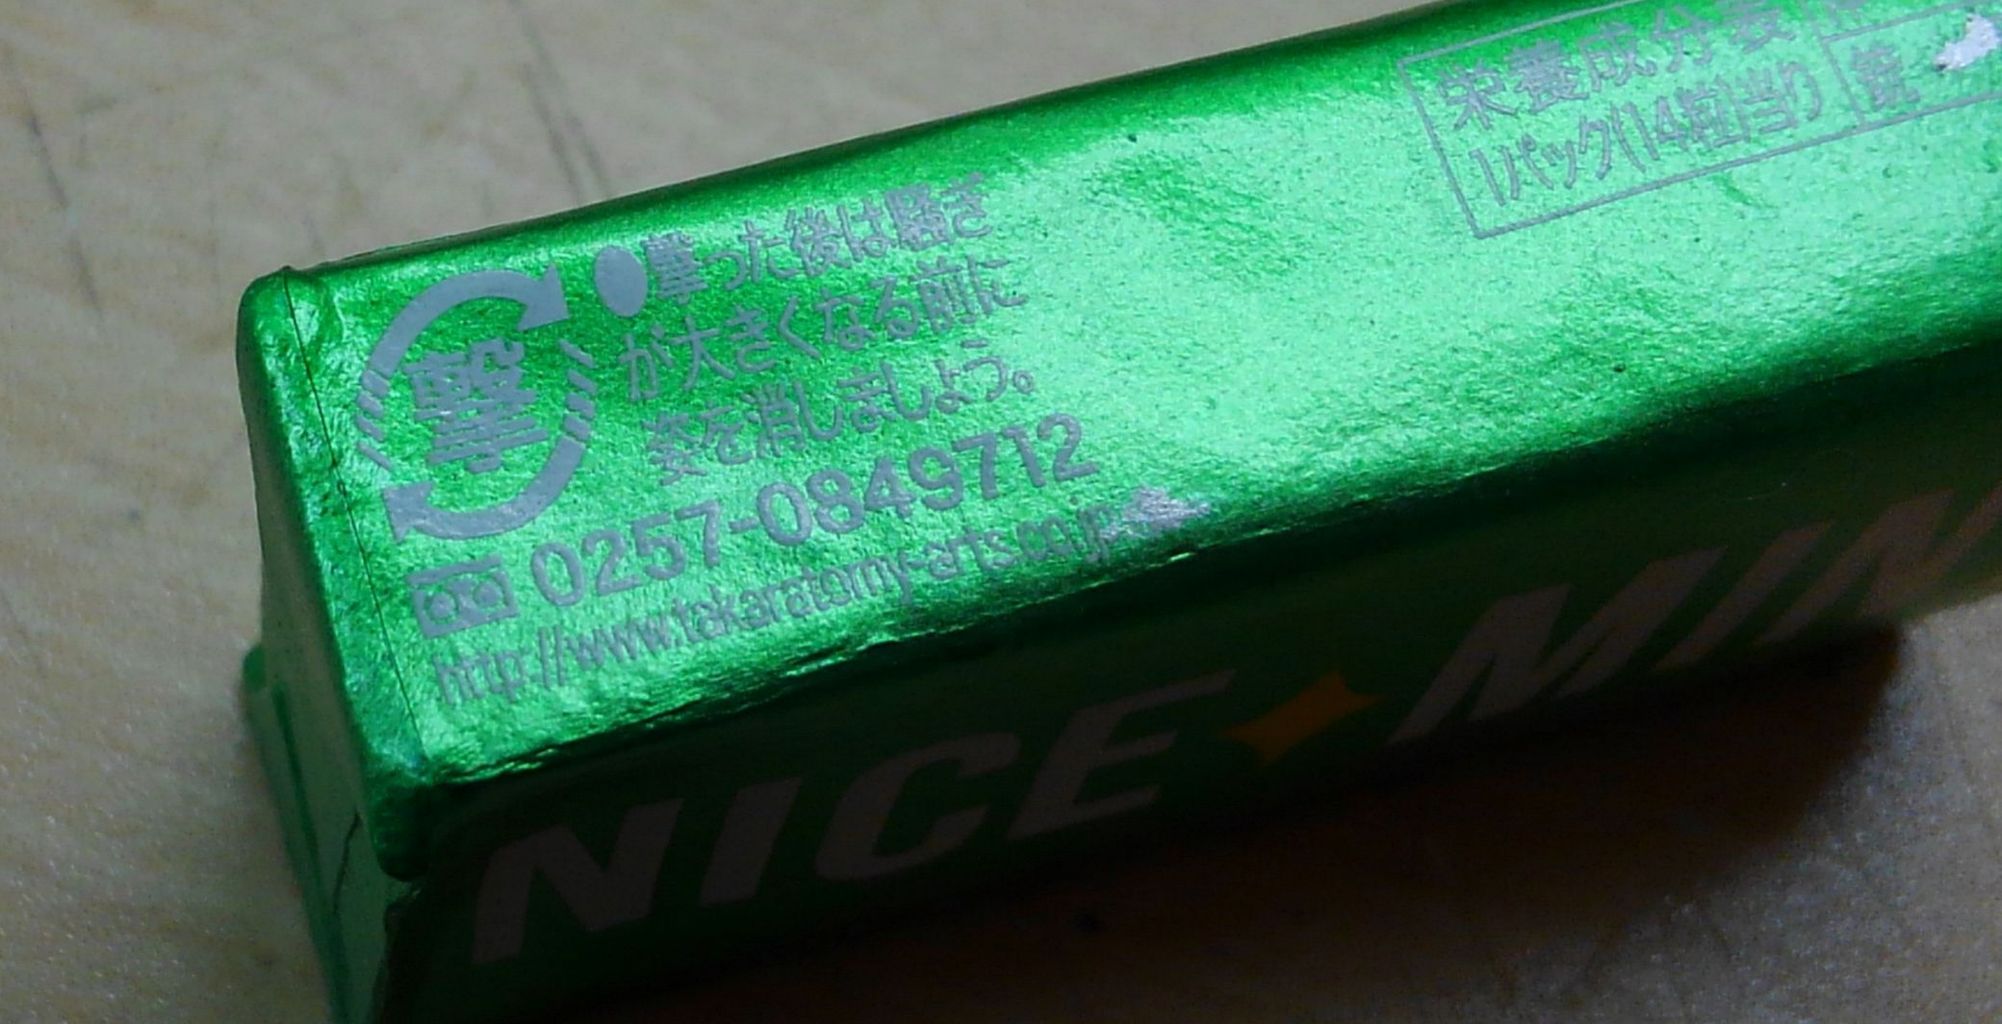 栄養成分表
1パック(14粒)当り
銃
撃
●撃った後は騒ぎ
が大きくなる前に
姿を消しましょう。
0257-0849712
http://www.takaratomy-arts.co.jp
NICE MIN